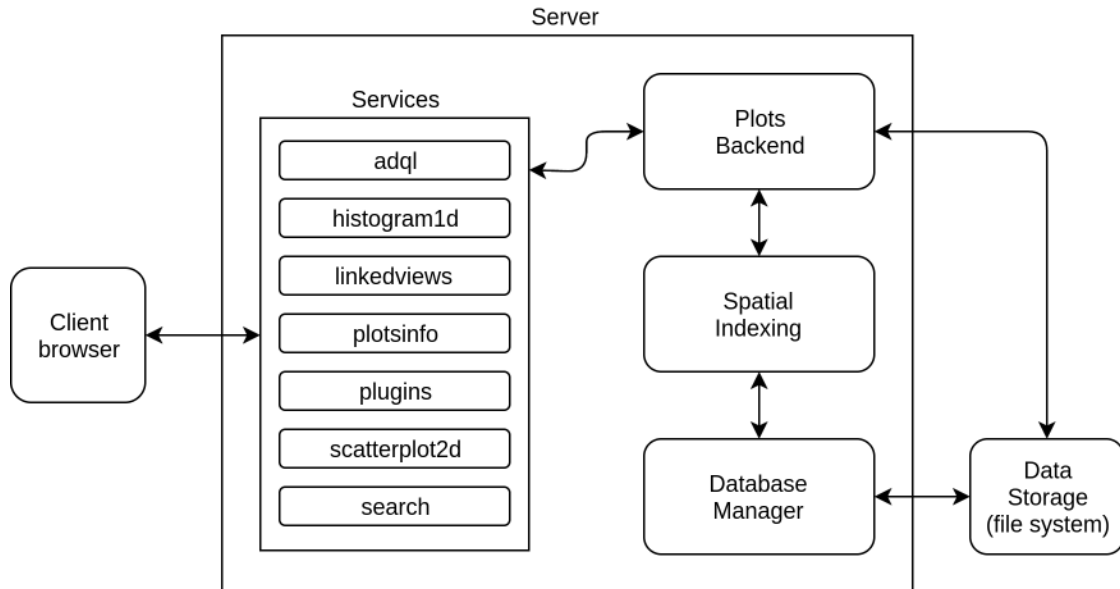 Server
Services
adql
histogram1d
linkedviews
plotsinfo
plugins
scatterplot2d
search
Client
browser
Plots
Backend
Spatial
Indexing
Database
Manager
Data
Storage
(file system)